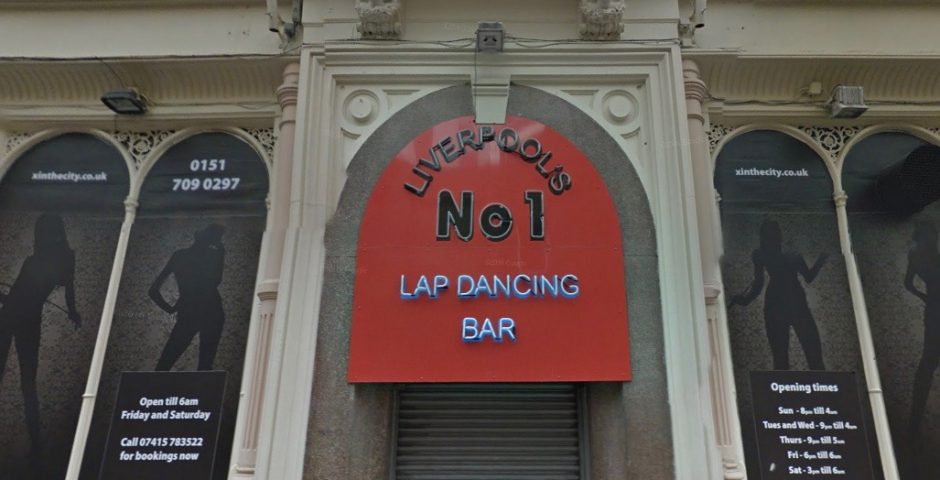 xinthecity.co.uk
0151
709 0297
Open till 6am
Friday and Saturday
Call 07415 783522
for bookings now
LIVERPOOL'S
No 1
LAP DANCING
BAR
xinthecity.co.uk
Opening times
Sun - 8pm till 4am
Tues and Wed - 9pm till 4am
Thurs - 9pm till 5am
Fri - 6pm till 6am
Sat - 3pm till 6am